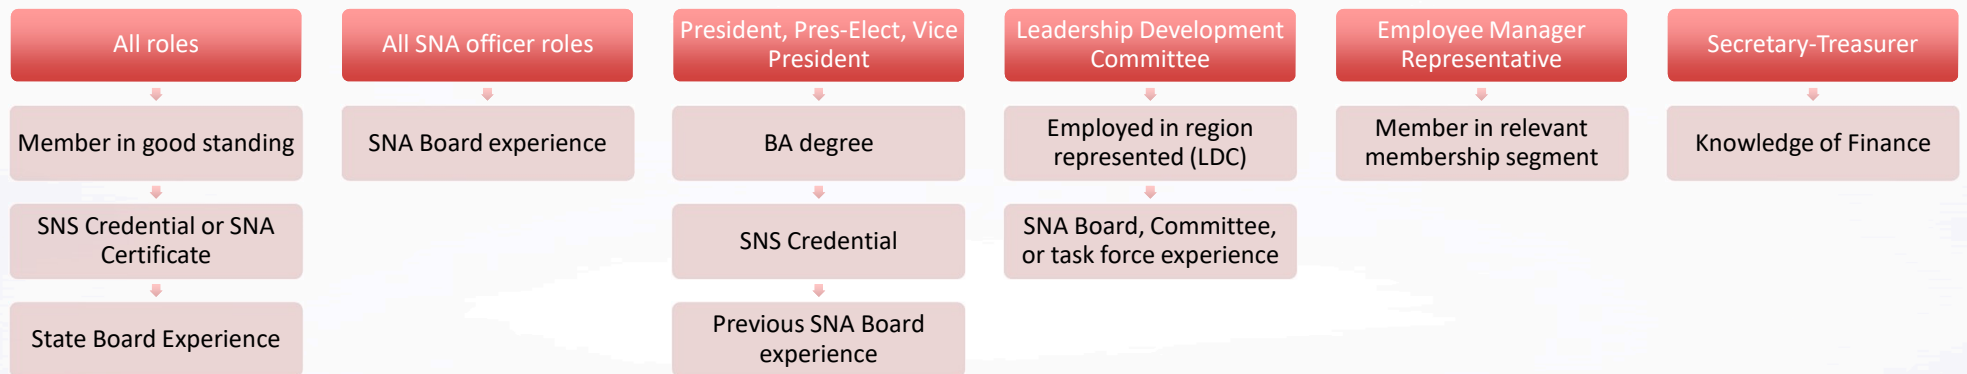 All roles
Member in good standing
SNS Credential or SNA
Certificate
State Board Experience
All SNA officer roles
SNA Board experience
President, Pres-Elect, Vice
President
BA degree
SNS Credential
Previous SNA Board
experience
Leadership Development
Committee
Employed in region
represented (LDC)
SNA Board, Committee,
or task force experience
Employee Manager
Representative
Member in relevant
membership segment
Secretary-Treasurer
Knowledge of Finance